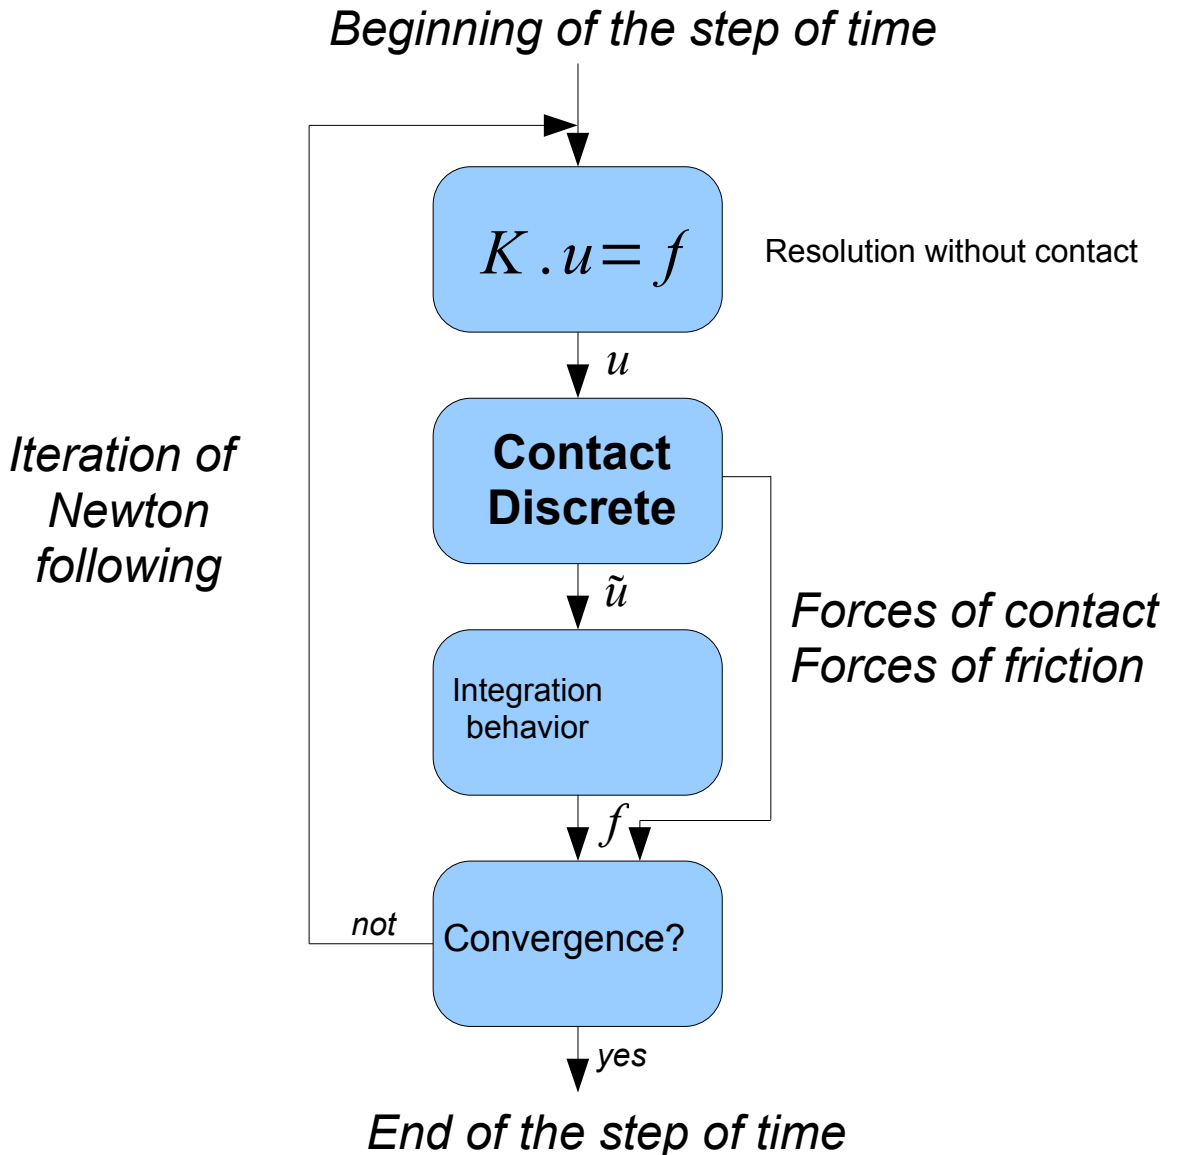 Beginning of the step of time
K . u = f
Resolution without contact
u
Contact
Discrete
Iteration of
Newton
following
ũ
Forces of contact
Forces of friction
Integration
behavior
f
not
Convergence?
yes
End of the step of time